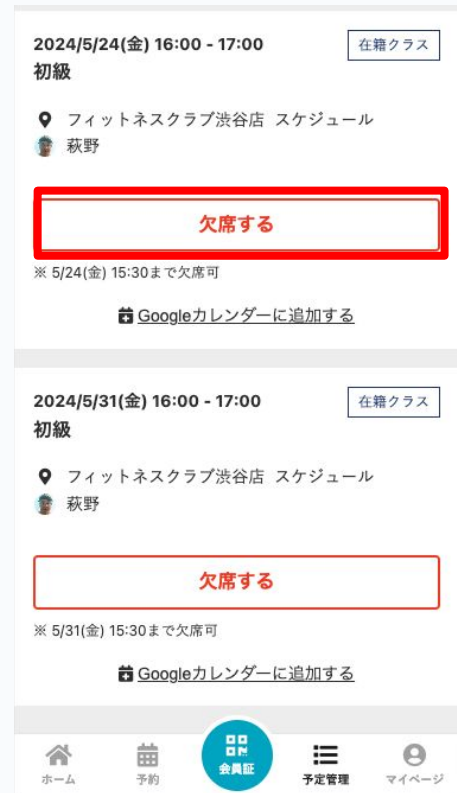 2024/5/24(金) 16:00 - 17:00
在籍クラス
初級
フィットネスクラブ渋谷店 スケジュール
萩野
欠席する
※ 5/24(金) 15:30まで欠席可
Googleカレンダーに追加する
2024/5/31(金) 16:00 - 17:00
在籍クラス
初級
フィットネスクラブ渋谷店 スケジュール
萩野
欠席する
※ 5/31(金) 15:30まで欠席可
Googleカレンダーに追加する
ホーム 予約 会員証 予定管理 マイページ